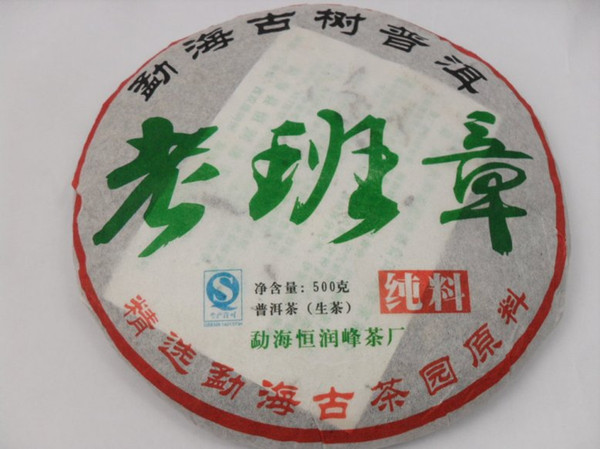 勐海古树普洱
老班章
净含量：500克
普洱茶（生茶）
纯料
勐海恒润峰茶厂
精选勐海古茶园原料